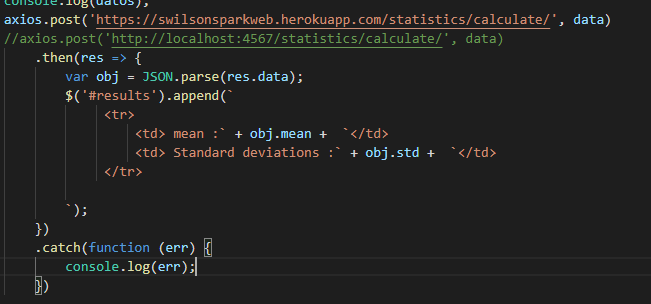 console.log(datos);
axios.post('https://swilsonsparkweb.herokuapp.com/statistics/calculate/', data)
//axios.post('http://localhost:4567/statistics/calculate/', data)
.then(res => {
var obj = JSON.parse(res.data);
$('#results').append(`
<tr>
<td> mean :` + obj.mean +  `</td>
<td> Standard deviations :` + obj.std +  `</td>
</tr>
`);
})
.catch(function (err) {
console.log(err);
})